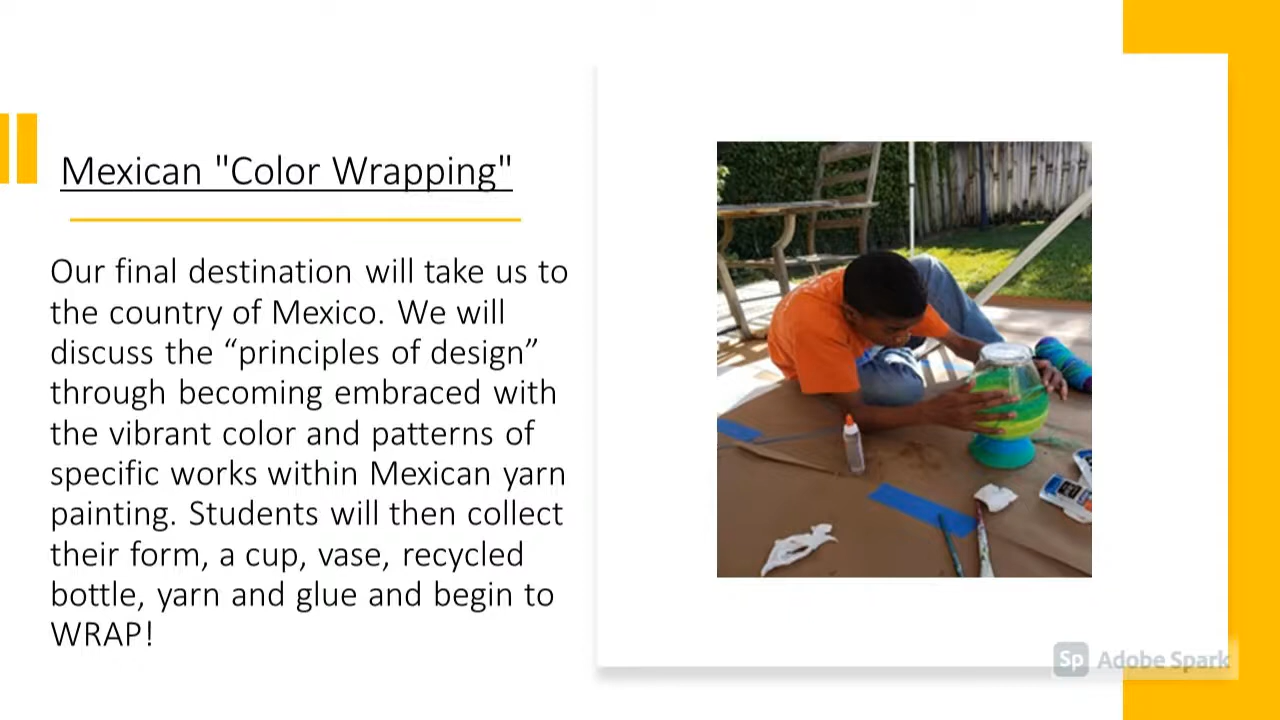 Mexican "Color Wrapping"
Our final destination will take us to
the country of Mexico. We will
discuss the “principles of design”
through becoming embraced with
the vibrant color and patterns of
specific works within Mexican yarn
painting. Students will then collect
their form, a cup, vase, recycled
bottle, yarn and glue and begin to
WRAP!
Sp Adobe Spark